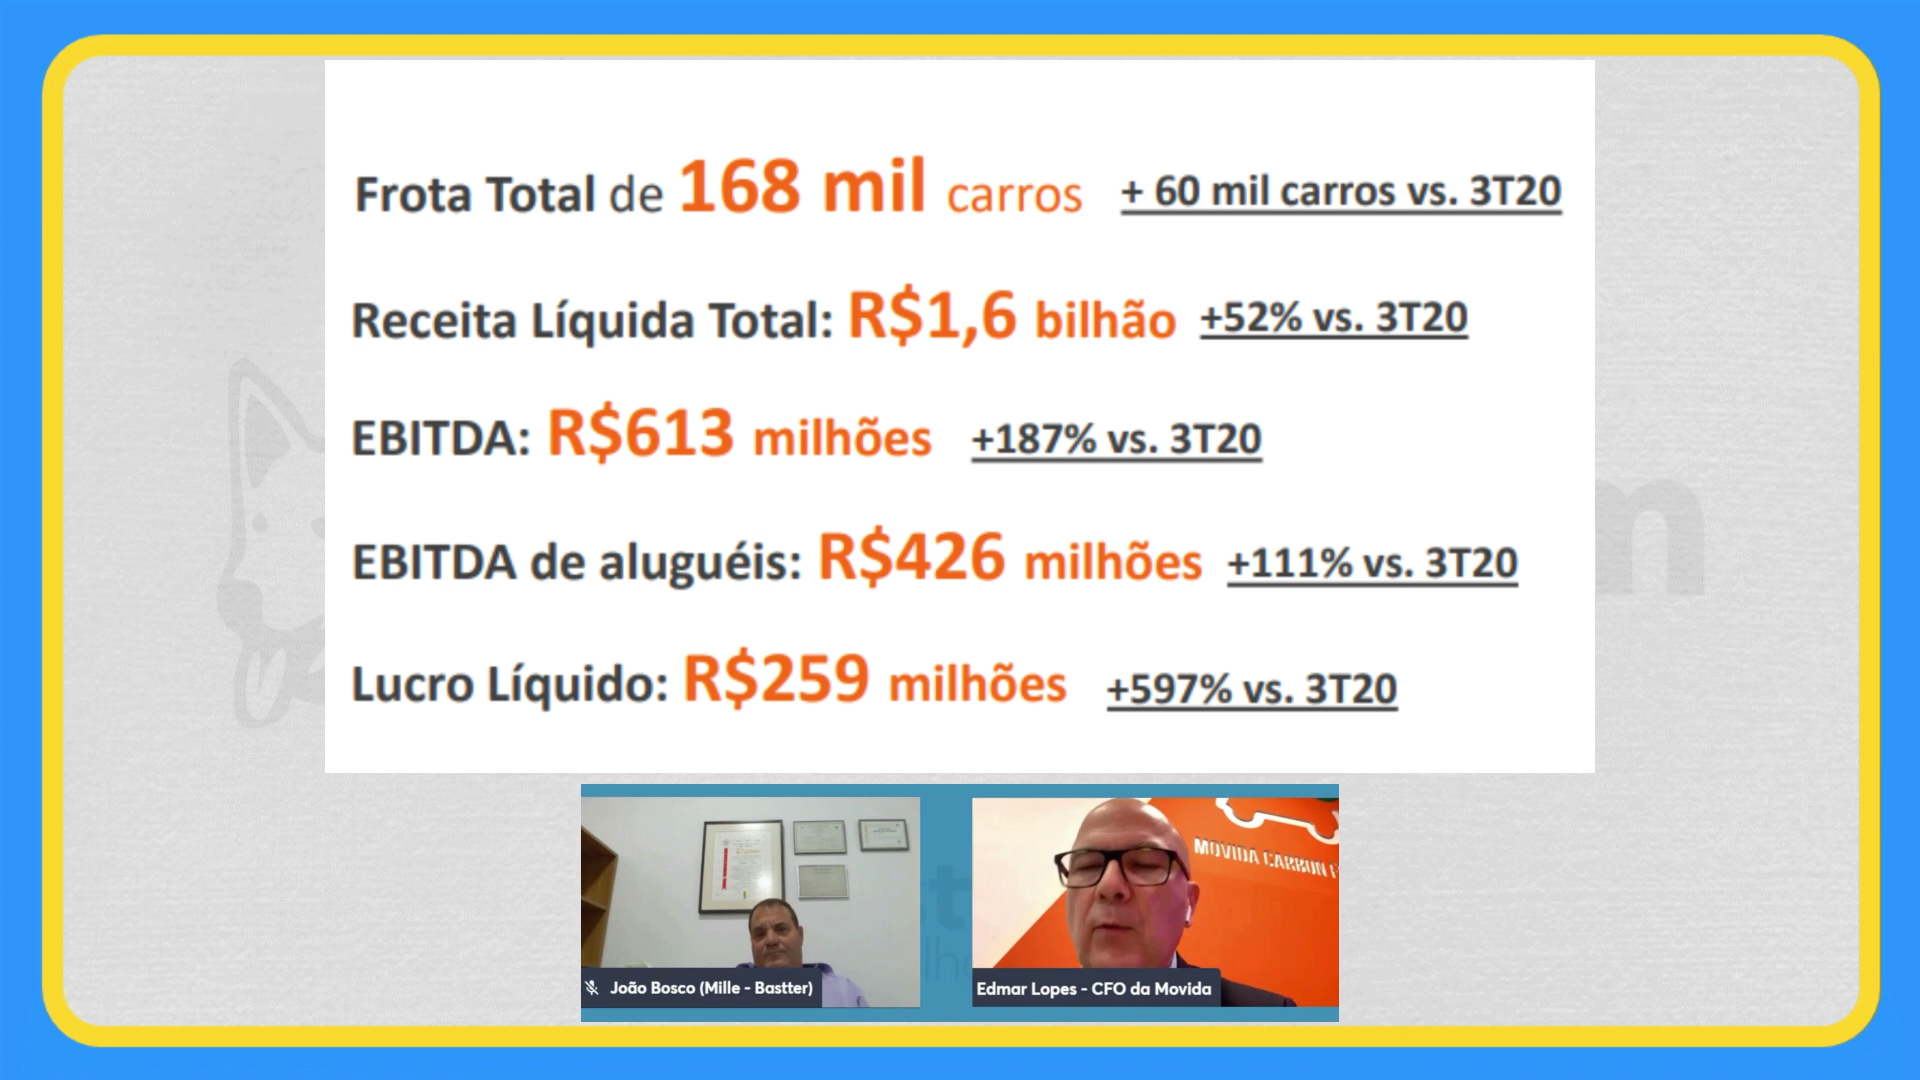 Frota Total de 168 mil carros + 60 mil carros vs. 3T20
Receita Líquida Total: R$1,6 bilhão +52% vs. 3T20
EBITDA: R$613 milhões +187% vs. 3T20
EBITDA de aluguéis: R$426 milhões +111% vs. 3T20
Lucro Líquido: R$259 milhões +597% vs. 3T20
MOVIDA CARBON
João Bosco (Mille - Bastter)
Edmar Lopes - CFO da Movida